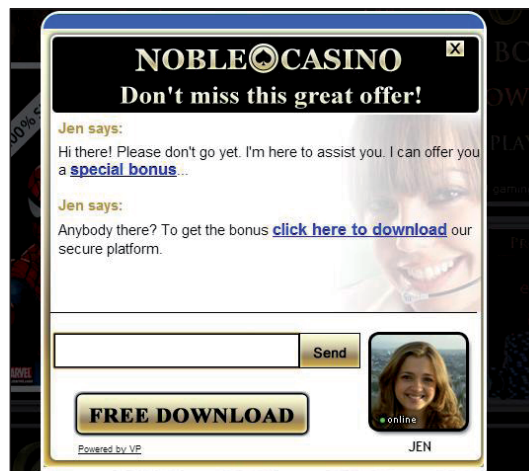 NOBLE CASINO
X
Don't miss this great offer!
Jen says:
Hi there! Please don't go yet. I'm here to assist you. I can offer you
a special bonus...
Jen says:
Anybody there? To get the bonus click here to download our
secure platform.
Send
FREE DOWNLOAD
online
Powered by VP
JEN
MARVEL